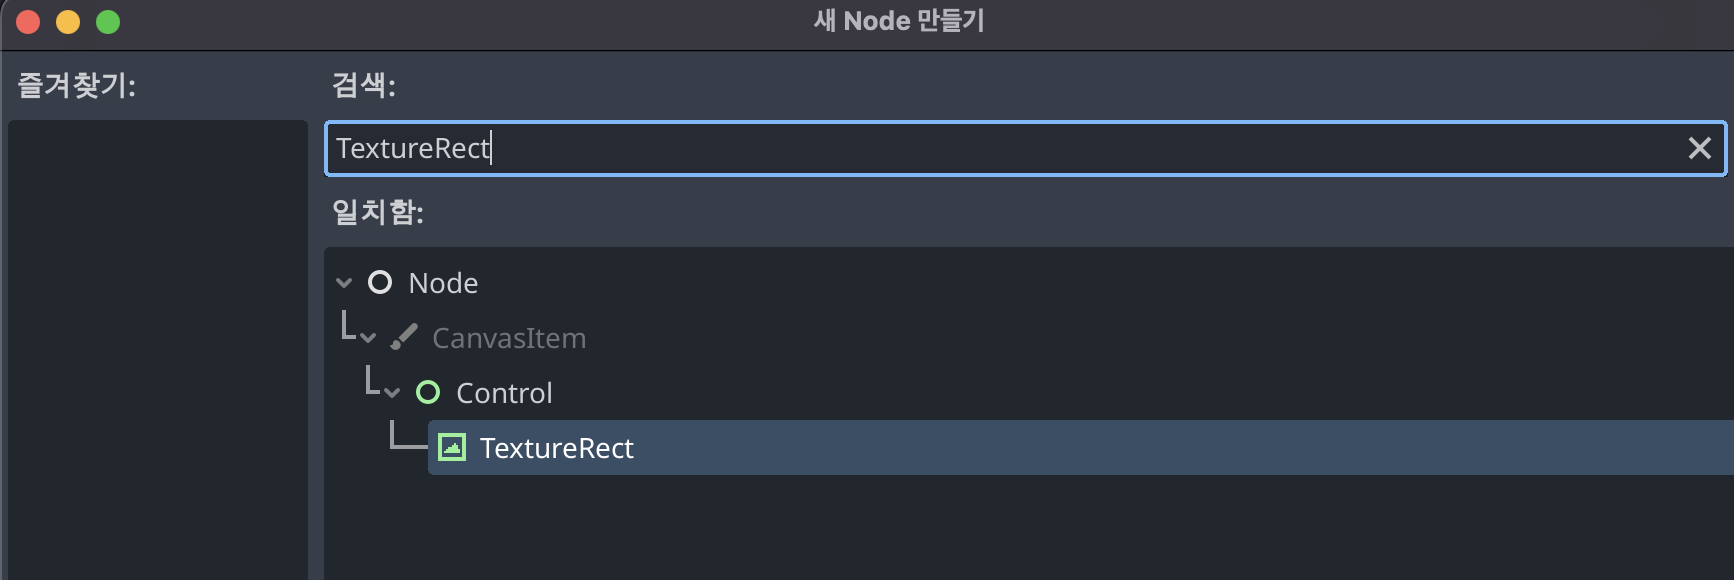 새 Node 만들기
즐겨찾기:
검색:
TextureRect
일치함:
Node
CanvasItem
Control
TextureRect